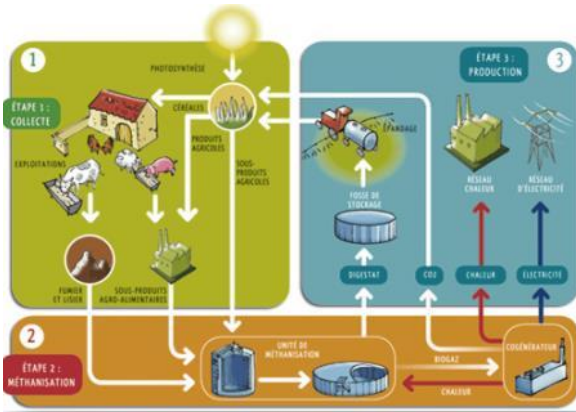 1
PHOTOSYNTHÈSE
ÉTAPE 1 :
COLLECTE
CÉRÉALES
PRODUITS
AGRICOLES
EXPLOITATIONS
SOUS-
PRODUITS
AGRICOLES
FUMIER
ET LISIER
SOUS-PRODUITS
AGRO-ALIMENTAIRES
3
ÉTAPE 3 :
PRODUCTION
ÉPANDAGE
FOSSE DE
STOCKAGE
RÉSEAU
CHALEUR
RÉSEAU
D'ÉLECTRICITÉ
DIGESTAT
CO2
CHALEUR
ÉLECTRICITÉ
2
ÉTAPE 2 :
MÉTHANISATION
UNITÉ DE
MÉTHANISATION
BIOGAZ
CHALEUR
COGÉNÉRATEUR